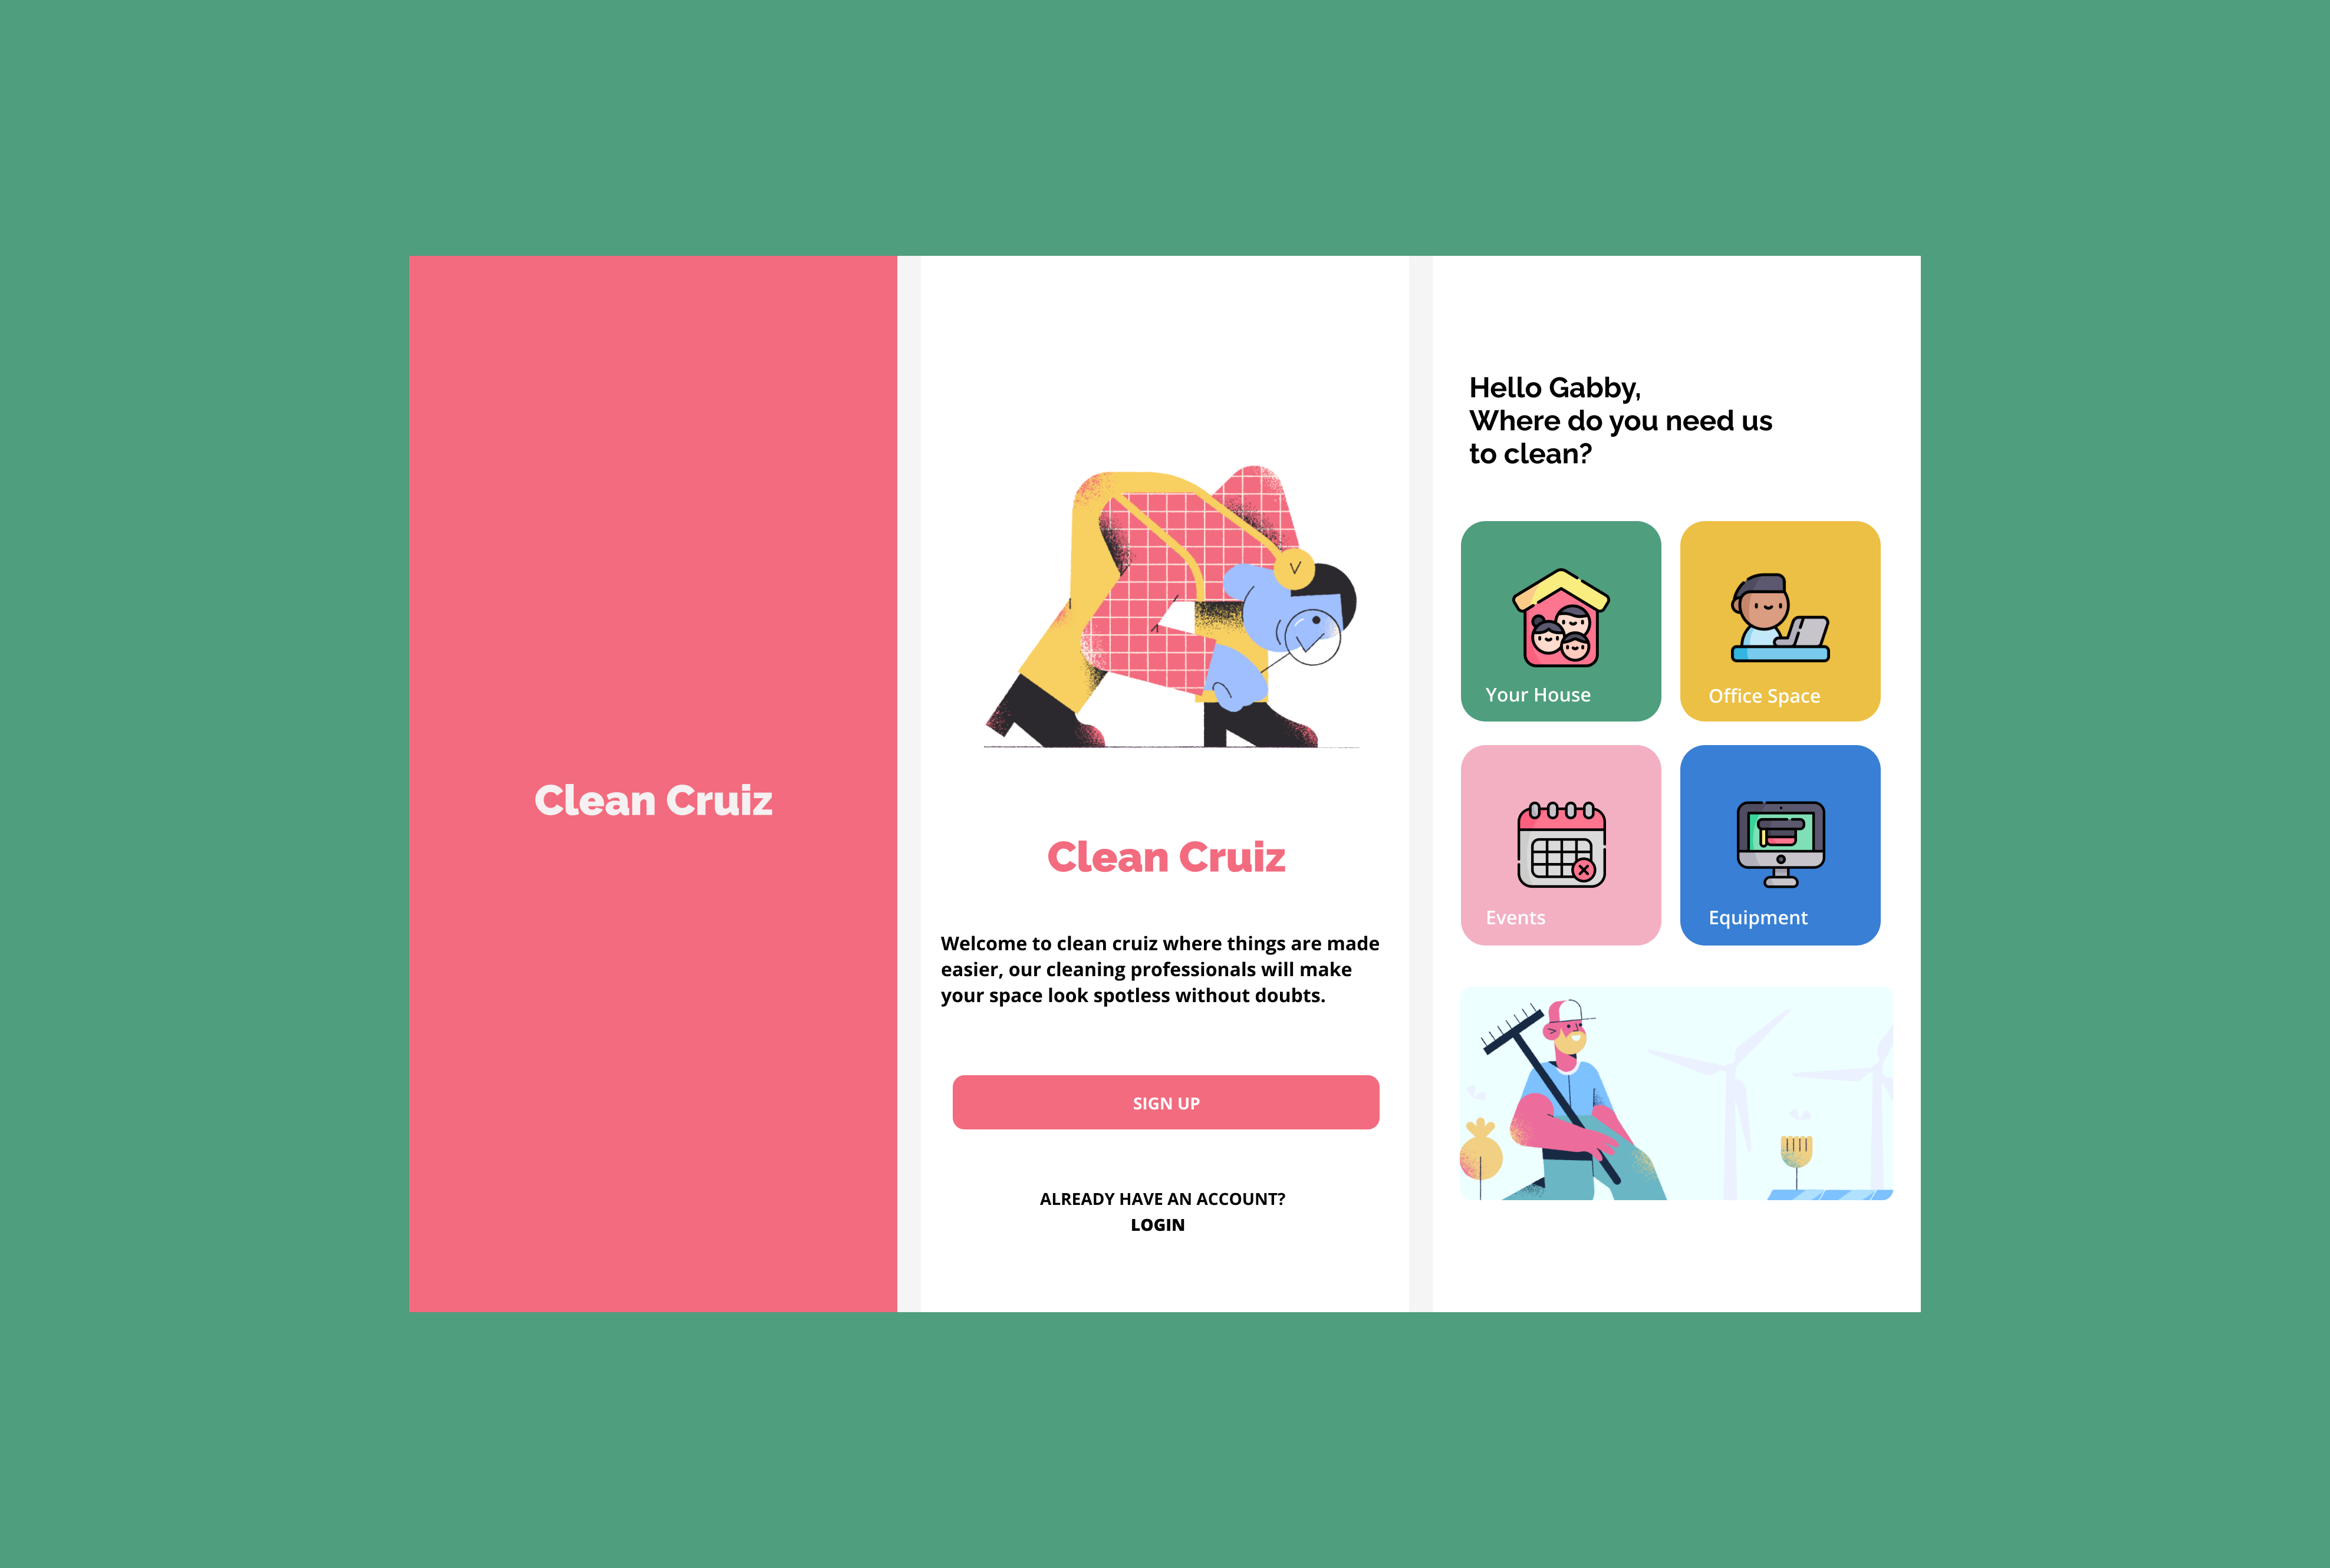 Clean Cruiz
Clean Cruiz
Welcome to clean cruiz where things are made
easier, our cleaning professionals will make
your space look spotless without doubts.
SIGN UP
ALREADY HAVE AN ACCOUNT?
LOGIN
Hello Gabby,
Where do you need us
to clean?
Your House
Office Space
Events
Equipment